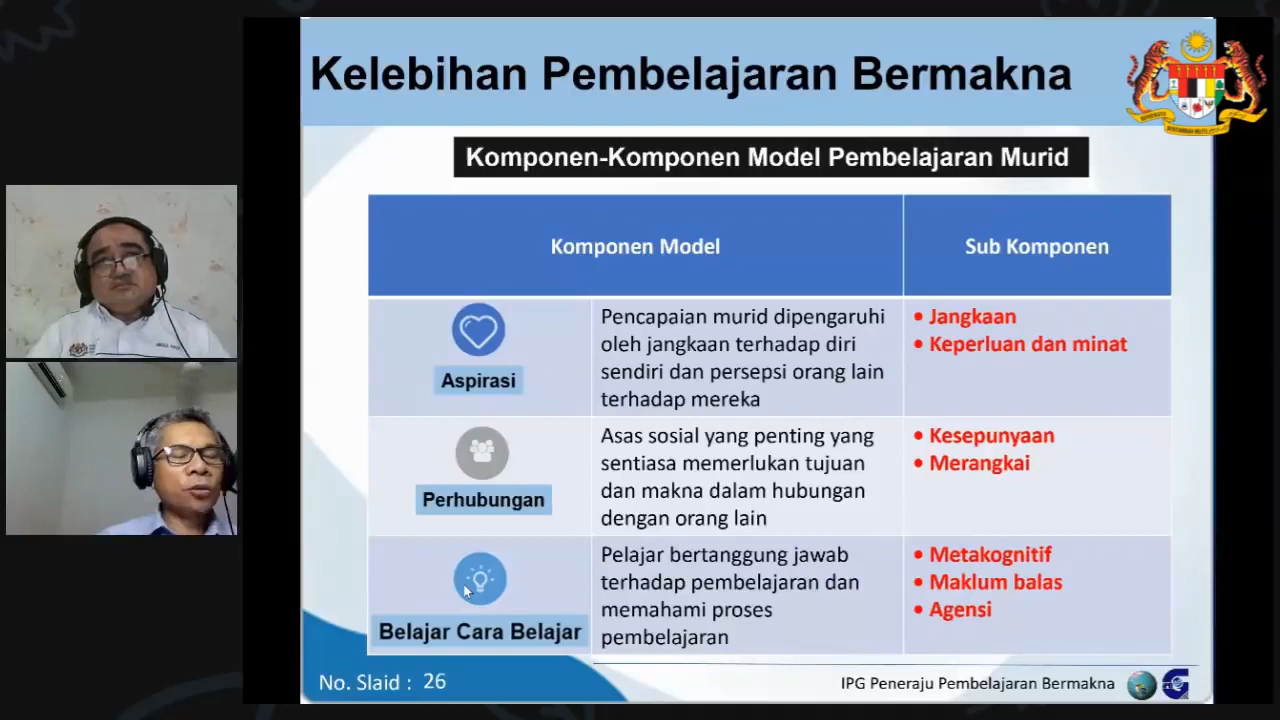 Kelebihan Pembelajaran Bermakna
Komponen-Komponen Model Pembelajaran Murid
Komponen Model
Sub Komponen
Aspirasi
Pencapaian murid dipengaruhi
oleh jangkaan terhadap diri
sendiri dan persepsi orang lain
terhadap mereka
• Jangkaan
• Keperluan dan minat
Perhubungan
Asas sosial yang penting yang
sentiasa memerlukan tujuan
dan makna dalam hubungan
dengan orang lain
• Kesepunyaan
• Merangkai
Belajar Cara Belajar
Pelajar bertanggung jawab
terhadap pembelajaran dan
memahami proses
pembelajaran
• Metakognitif
• Maklum balas
• Agensi
No. Slaid : 26
IPG Peneraju Pembelajaran Bermakna